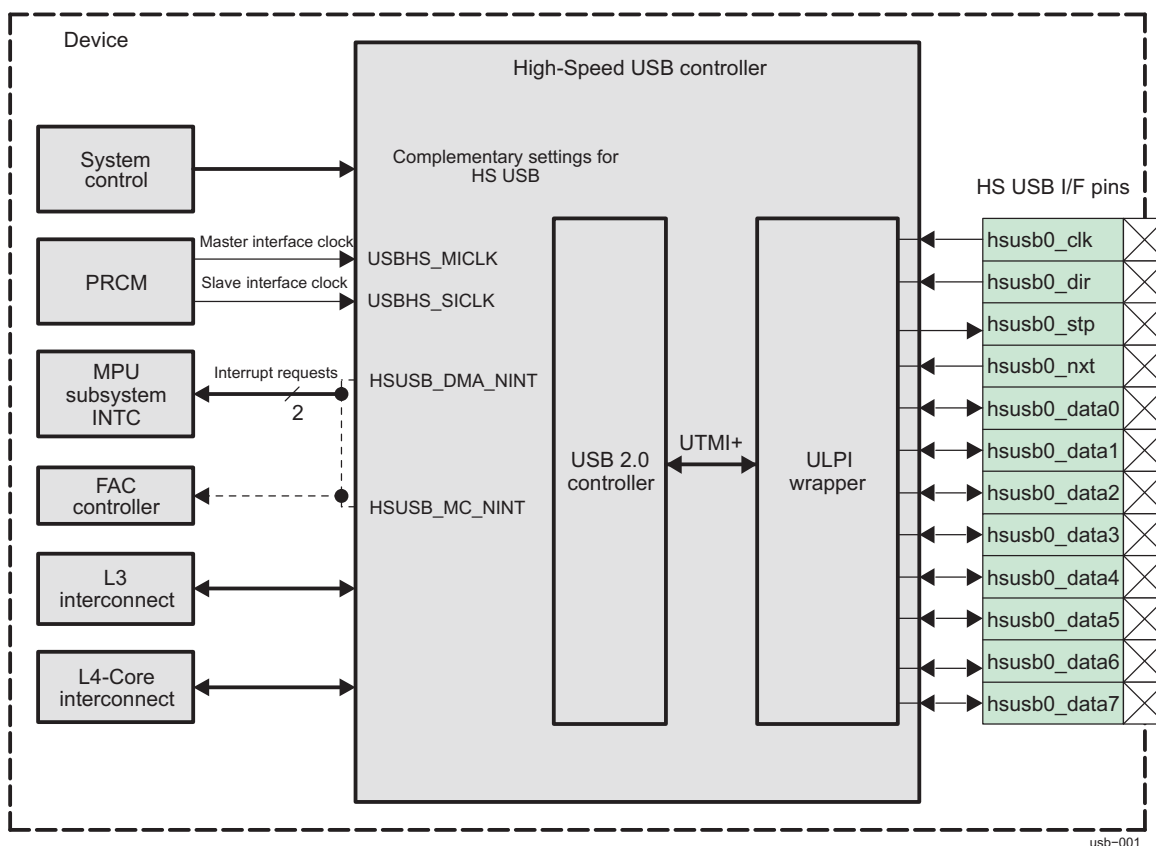 Device
High-Speed USB controller
System
control
Complementary settings for
HS USB
HS USB I/F pins
PRCM
Master interface clock
USBHS_MICLK
Slave interface clock
USBHS_SICLK
MPU
subsystem
INTC
Interrupt requests
2
HSUSB_DMA_NINT
FAC
controller
HSUSB_MC_NINT
L3
interconnect
L4-Core
interconnect
USB 2.0
controller
UTMI+
ULPI
wrapper
hsusb0_clk
hsusb0_dir
hsusb0_stp
hsusb0_nxt
hsusb0_data0
hsusb0_data1
hsusb0_data2
hsusb0_data3
hsusb0_data4
hsusb0_data5
hsusb0_data6
hsusb0_data7
usb−001